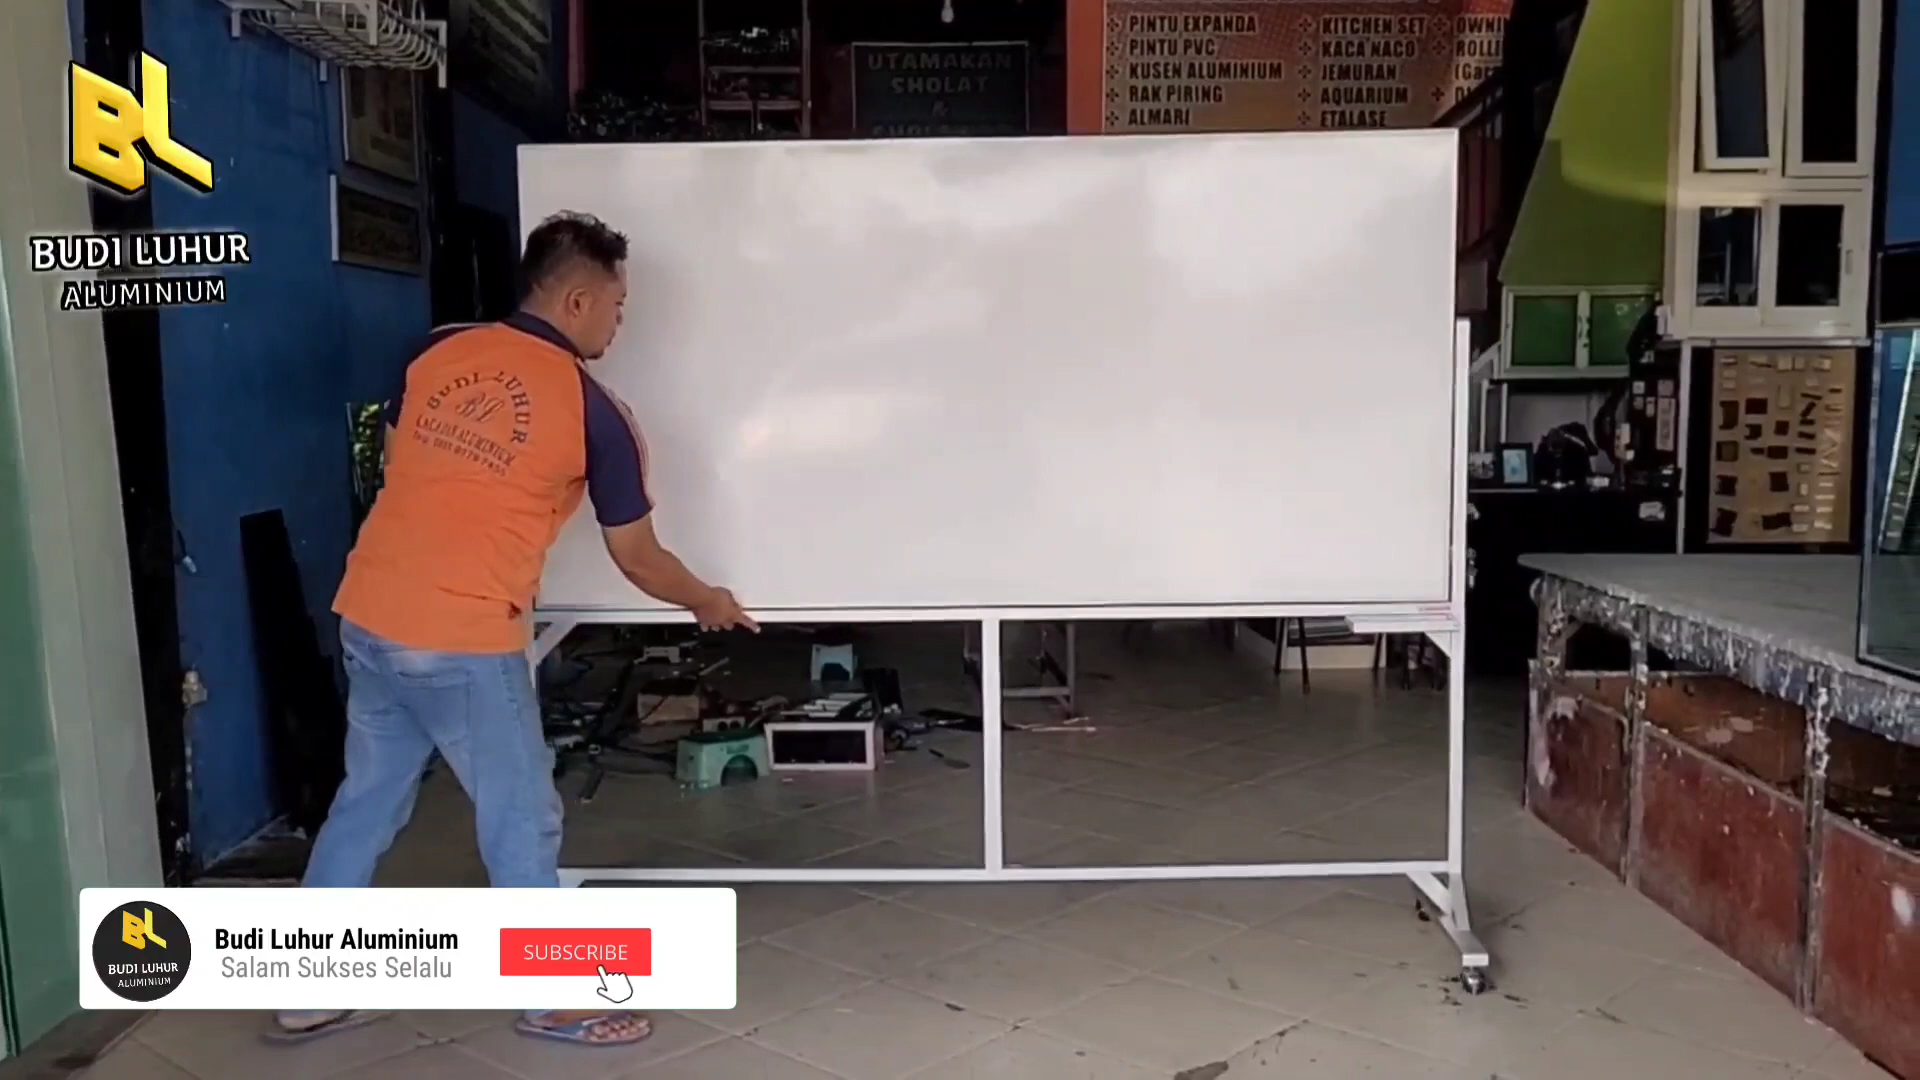 BL
BUDI LUHUR
ALUMINIUM
UTAMAKAN
SHOLAT
&
PINTU EXPANDA
PINTU PVC
KUSEN ALUMINIUM
RAK PIRING
ALMARI
KITCHEN SET
KACA NACO
JEMURAN
AQUARIUM
ETALASE
BUDI LUHUR
BL
BL
BUDI LUHUR
ALUMINIUM
Budi Luhur Aluminium
Salam Sukses Selalu
SUBSCRIBE